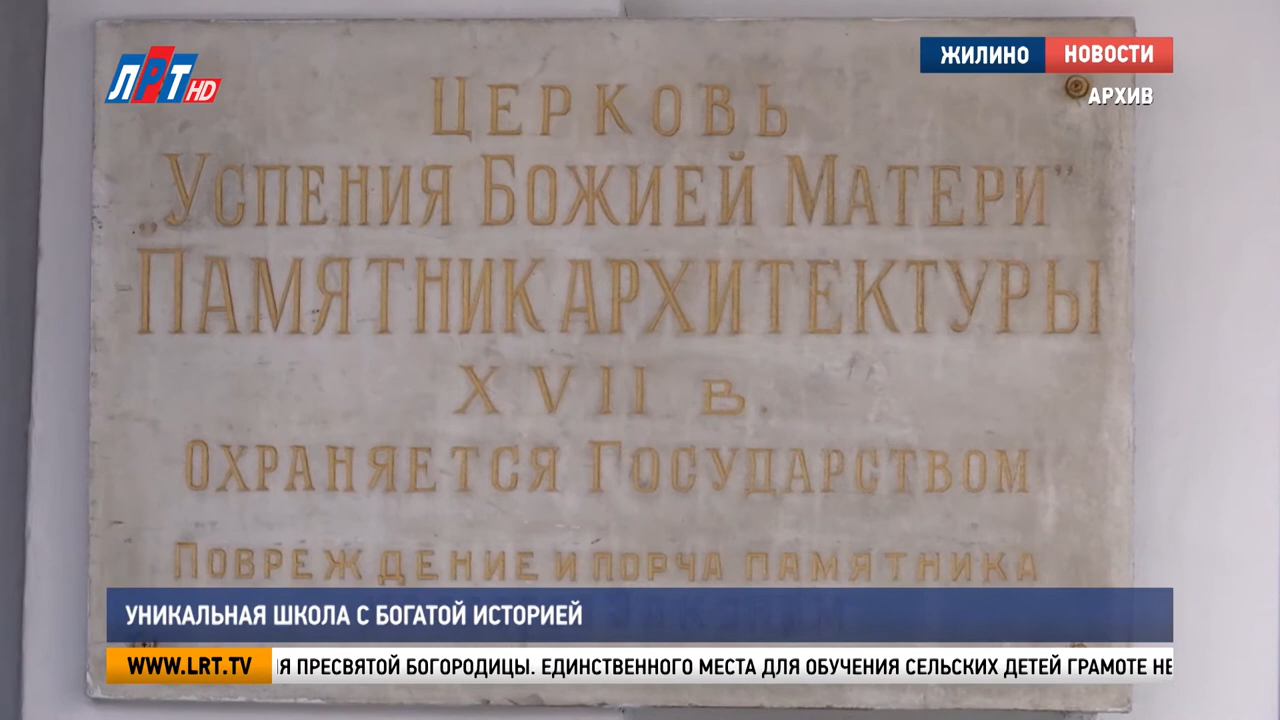 ЛРТ HD
ЖИЛИНО НОВОСТИ
АРХИВ
ЦЕРКОВЬ
„УСПЕНИЯ БОЖИЕЙ МАТЕРИ”
ПАМЯТНИК АРХИТЕКТУРЫ
XVII в
ОХРАНЯЕТСЯ ГОСУДАРСТВОМ
ПОВРЕЖДЕНИЕ И ПОРЧА ПАМЯТНИКА
УНИКАЛЬНАЯ ШКОЛА С БОГАТОЙ ИСТОРИЕЙ
WWW.LRT.TV
Я ПРЕСВЯТОЙ БОГОРОДИЦЫ. ЕДИНСТВЕННОГО МЕСТА ДЛЯ ОБУЧЕНИЯ СЕЛЬСКИХ ДЕТЕЙ ГРАМОТЕ НЕ